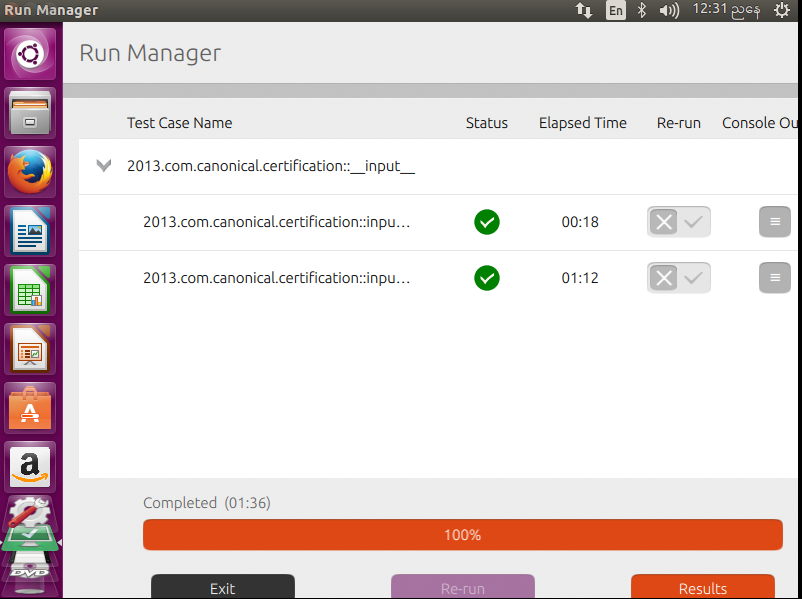 Run Manager
En
12:31 ညနေ
Run Manager
Test Case Name Status Elapsed Time Re-run Console Ou
2013.com.canonical.certification::__input__
2013.com.canonical.certification::inpu… 00:18
2013.com.canonical.certification::inpu… 01:12
Completed (01:36)
100%
Exit Re-run Results
A
a
DVD